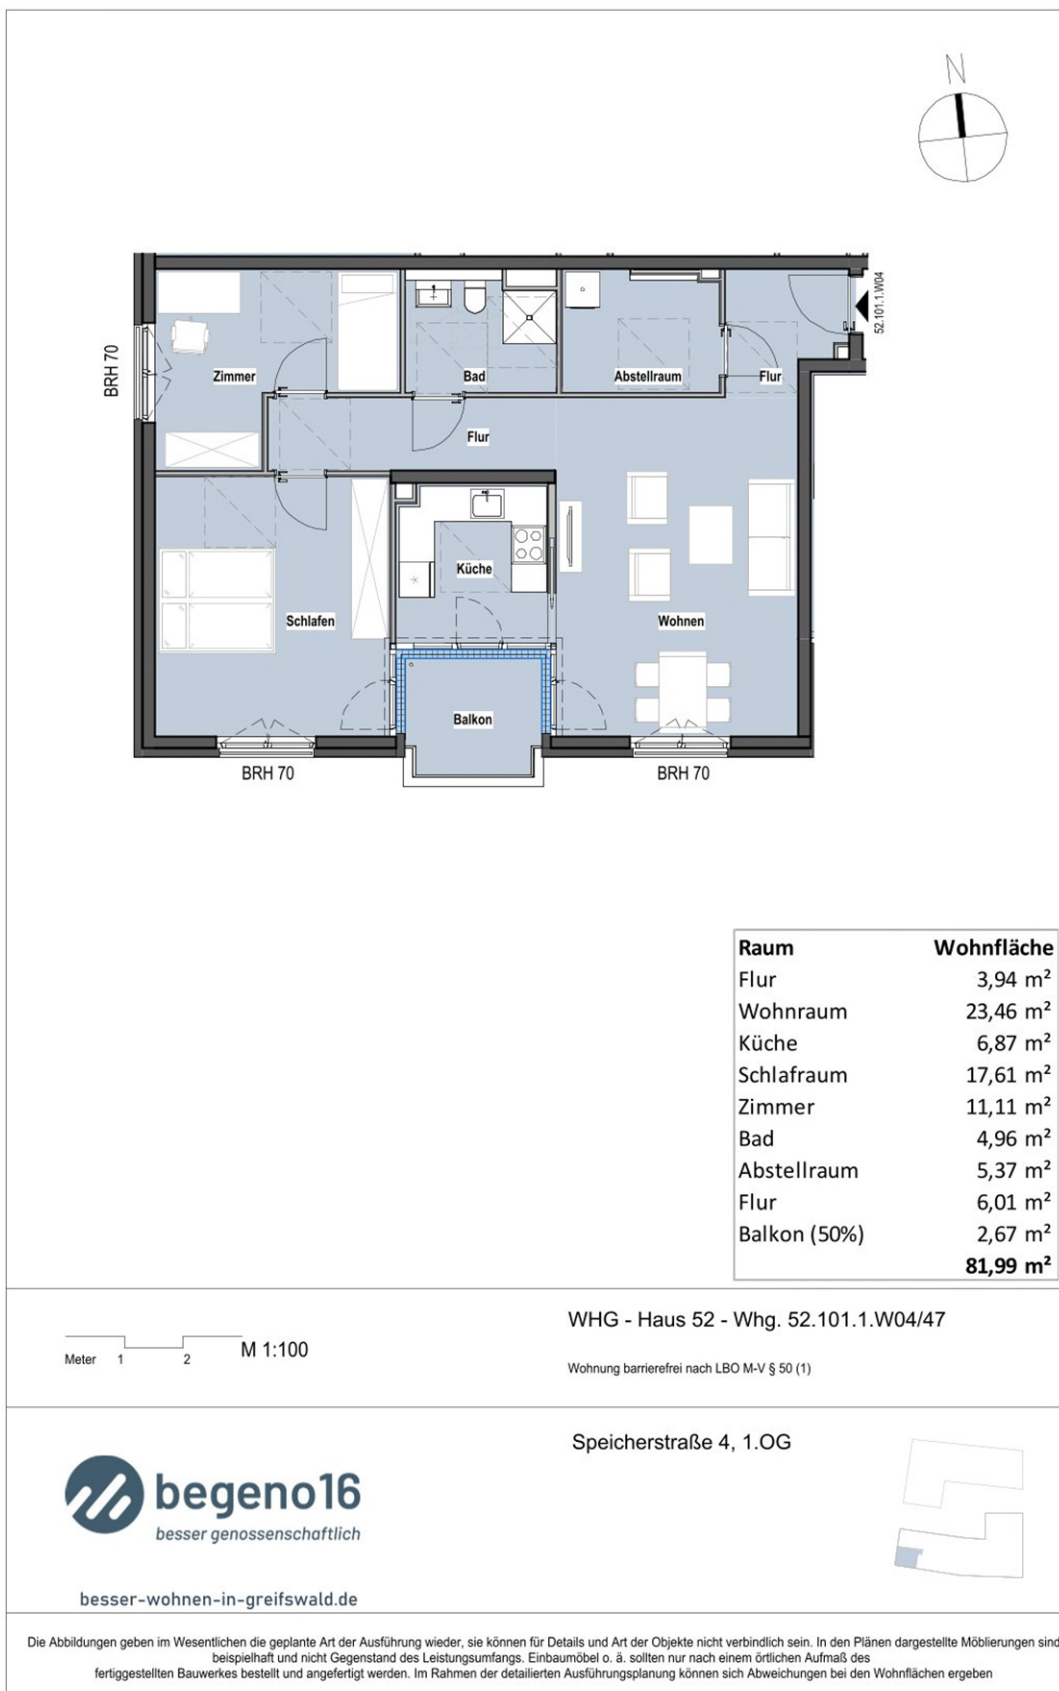 N
52.101.1.W04
BRH 70
Zimmer
Bad
Abstellraum
Flur
Flur
Küche
Schlafen
Wohnen
Balkon
BRH 70
BRH 70
Raum Wohnfläche
Flur 3,94 m²
Wohnraum 23,46 m²
Küche 6,87 m²
Schlafraum 17,61 m²
Zimmer 11,11 m²
Bad 4,96 m²
Abstellraum 5,37 m²
Flur 6,01 m²
Balkon (50%) 2,67 m²
81,99 m²
Meter 1 2 M 1:100
WHG - Haus 52 - Whg. 52.101.1.W04/47
Wohnung barrierefrei nach LBO M-V § 50 (1)
Speicherstraße 4, 1.OG
begeno16
besser genossenschaftlich
besser-wohnen-in-greifswald.de
Die Abbildungen geben im Wesentlichen die geplante Art der Ausführung wieder, sie können für Details und Art der Objekte nicht verbindlich sein. In den Plänen dargestellte Möblierungen sind
beispielhaft und nicht Gegenstand des Leistungsumfangs. Einbaumöbel o. ä. sollten nur nach einem örtlichen Aufmaß des
fertiggestellten Bauwerkes bestellt und angefertigt werden. Im Rahmen der detailierten Ausführungsplanung können sich Abweichungen bei den Wohnflächen ergeben